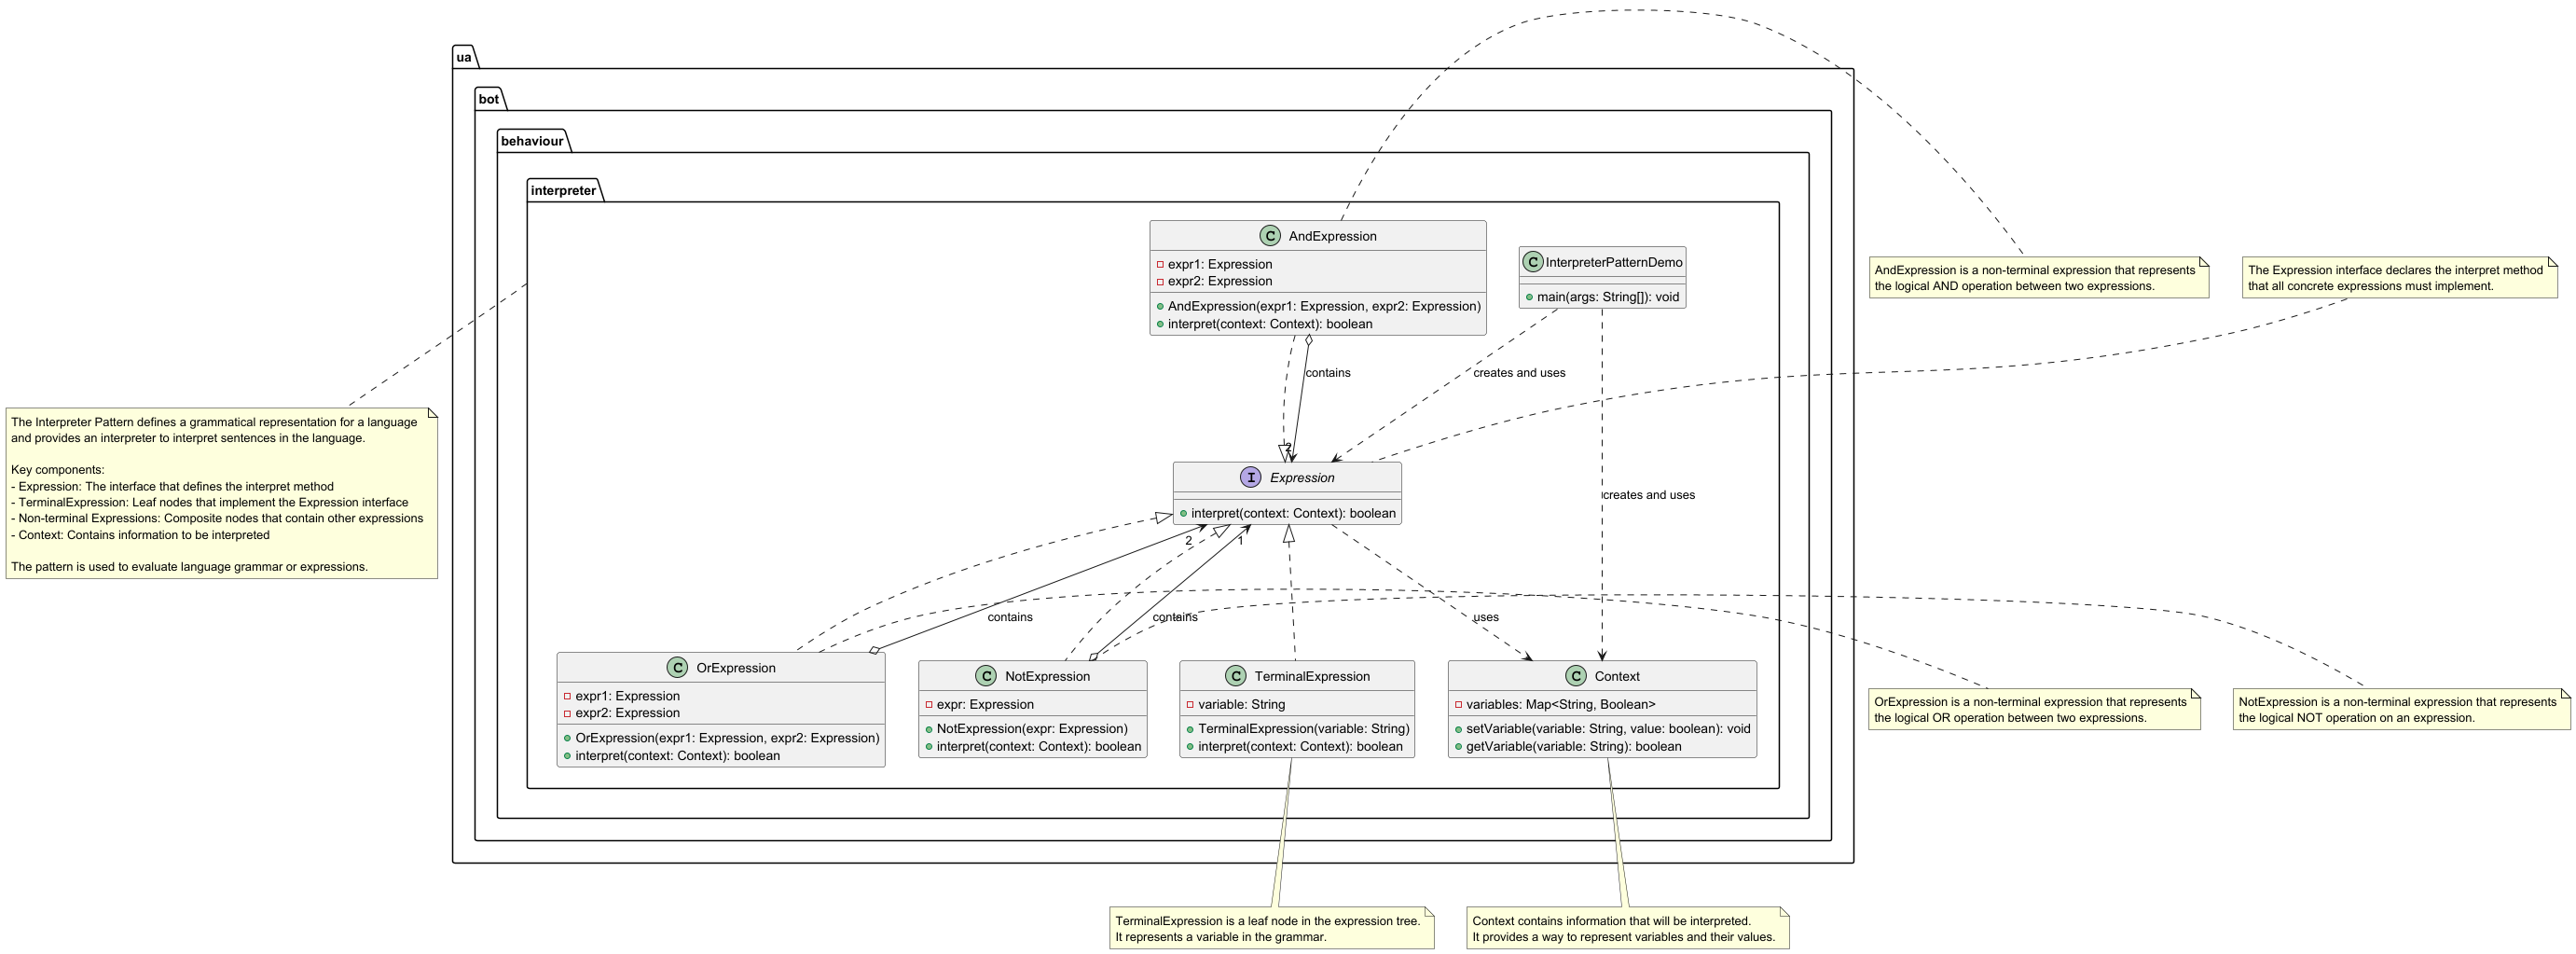 ua
bot
behaviour
interpreter
AndExpression
expr1: Expression
expr2: Expression
AndExpression(expr1: Expression, expr2: Expression)
interpret(context: Context): boolean
InterpreterPatternDemo
main(args: String[]): void
AndExpression is a non-terminal expression that represents
the logical AND operation between two expressions.
The Expression interface declares the interpret method
that all concrete expressions must implement.
contains
creates and uses
The Interpreter Pattern defines a grammatical representation for a language
and provides an interpreter to interpret sentences in the language.
Key components:
- Expression: The interface that defines the interpret method
- TerminalExpression: Leaf nodes that implement the Expression interface
- Non-terminal Expressions: Composite nodes that contain other expressions
- Context: Contains information to be interpreted
The pattern is used to evaluate language grammar or expressions.
2
Expression
interpret(context: Context): boolean
creates and uses
2
1
contains
contains
uses
OrExpression
expr1: Expression
expr2: Expression
OrExpression(expr1: Expression, expr2: Expression)
interpret(context: Context): boolean
NotExpression
expr: Expression
NotExpression(expr: Expression)
interpret(context: Context): boolean
TerminalExpression
variable: String
TerminalExpression(variable: String)
interpret(context: Context): boolean
Context
variables: Map<String, Boolean>
setVariable(variable: String, value: boolean): void
getVariable(variable: String): boolean
OrExpression is a non-terminal expression that represents
the logical OR operation between two expressions.
NotExpression is a non-terminal expression that represents
the logical NOT operation on an expression.
TerminalExpression is a leaf node in the expression tree.
It represents a variable in the grammar.
Context contains information that will be interpreted.
It provides a way to represent variables and their values.